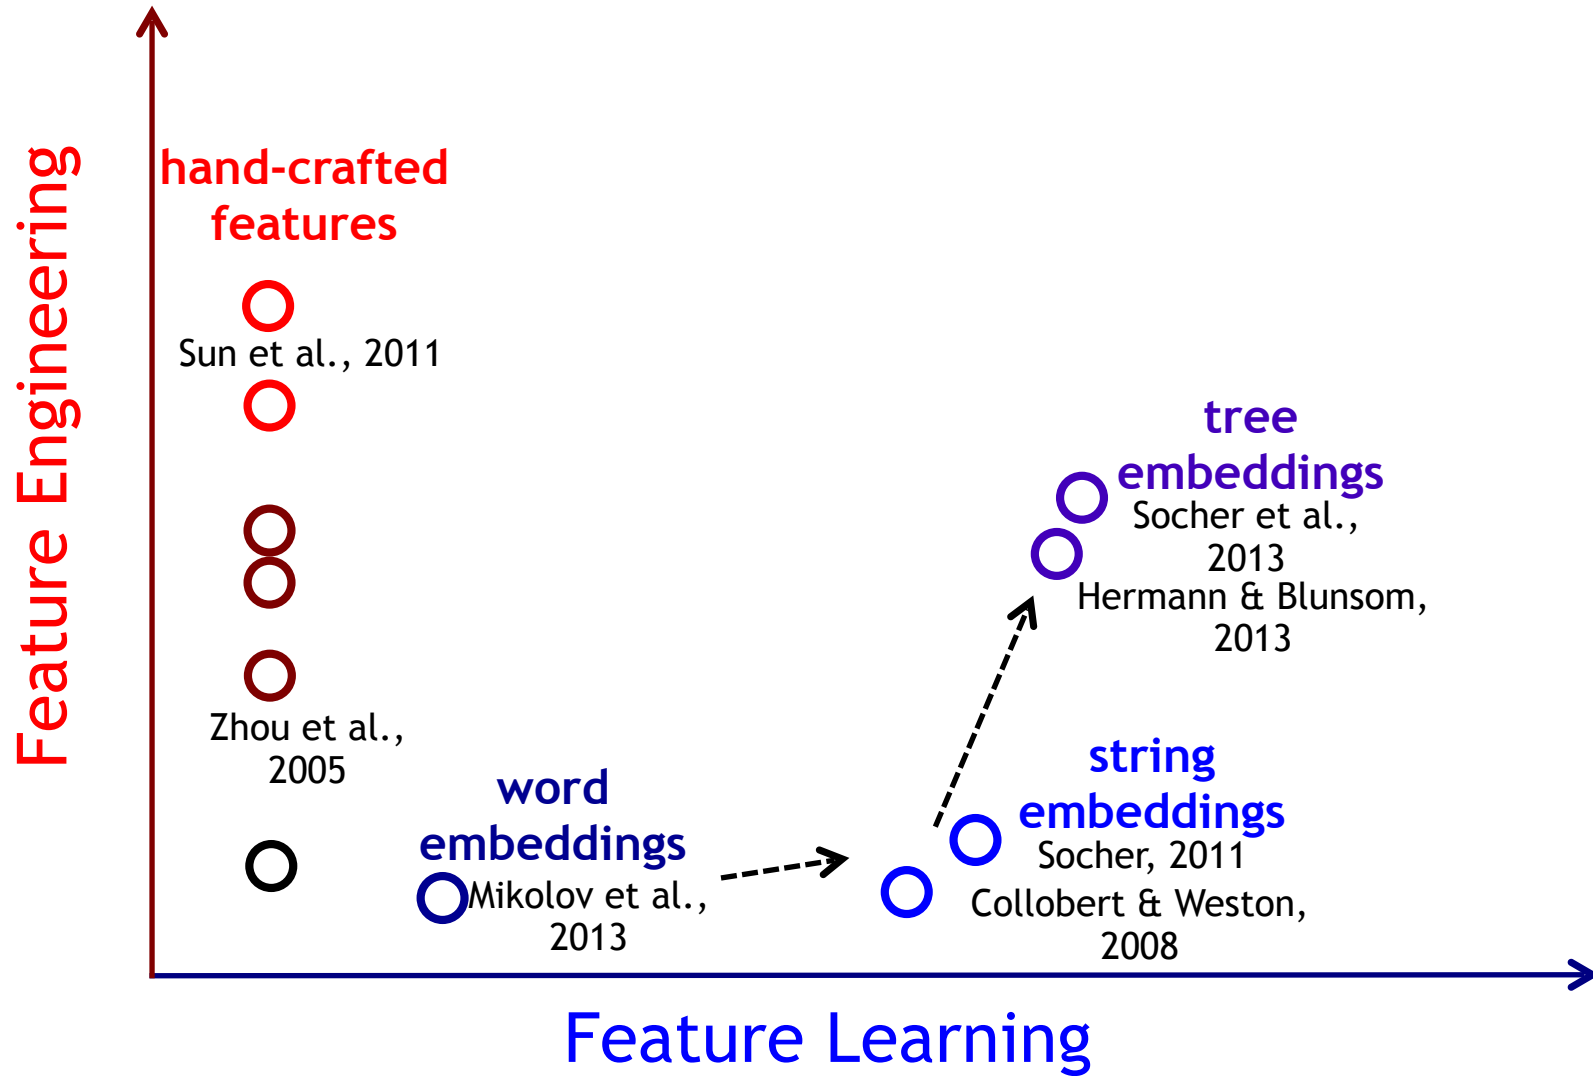 Feature Engineering
hand-crafted
features
Sun et al., 2011
Zhou et al.,
2005
word
embeddings
Mikolov et al.,
2013
tree
embeddings
Socher et al.,
2013
Hermann & Blunsom,
2013
string
embeddings
Socher, 2011
Collobert & Weston,
2008
Feature Learning